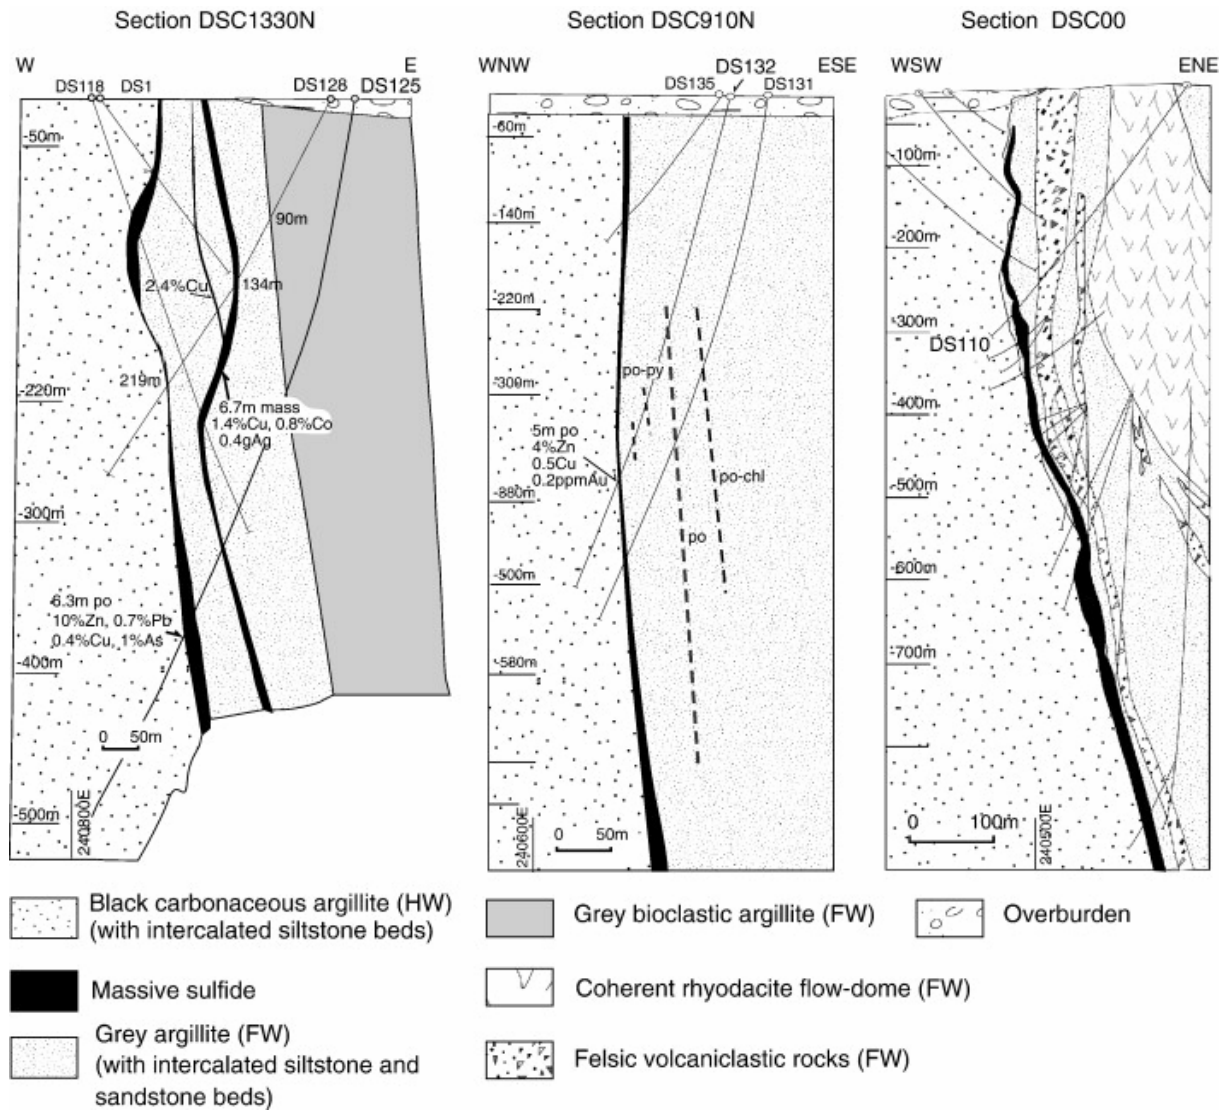 Section DSC1330N
W
E
DS118
DS1
DS128
DS125
-50m
90m
2.4%Cu
134m
219m
-220m
6.7m mass
1.4%Cu, 0.8%Co
0.4gAg
-300m
6.3m po
10%Zn, 0.7%Pb
0.4%Cu, 1%As
-400m
0 50m
-500m
240800E
Section DSC910N
WNW
ESE
DS135
DS132
DS131
-60m
-140m
-220m
po-py
-300m
5m po
4%Zn
0.5Cu
0.2ppmAu
po-chl
-880m
po
-500m
-580m
240600E
0 50m
Section DSC00
WSW
ENE
-100m
-200m
-300m
DS110
-400m
-500m
-600m
-700m
0 100m
240500E
Black carbonaceous argillite (HW)
(with intercalated siltstone beds)
Massive sulfide
Grey argillite (FW)
(with intercalated siltstone and
sandstone beds)
Grey bioclastic argillite (FW)
Coherent rhyodacite flow-dome (FW)
Felsic volcaniclastic rocks (FW)
Overburden